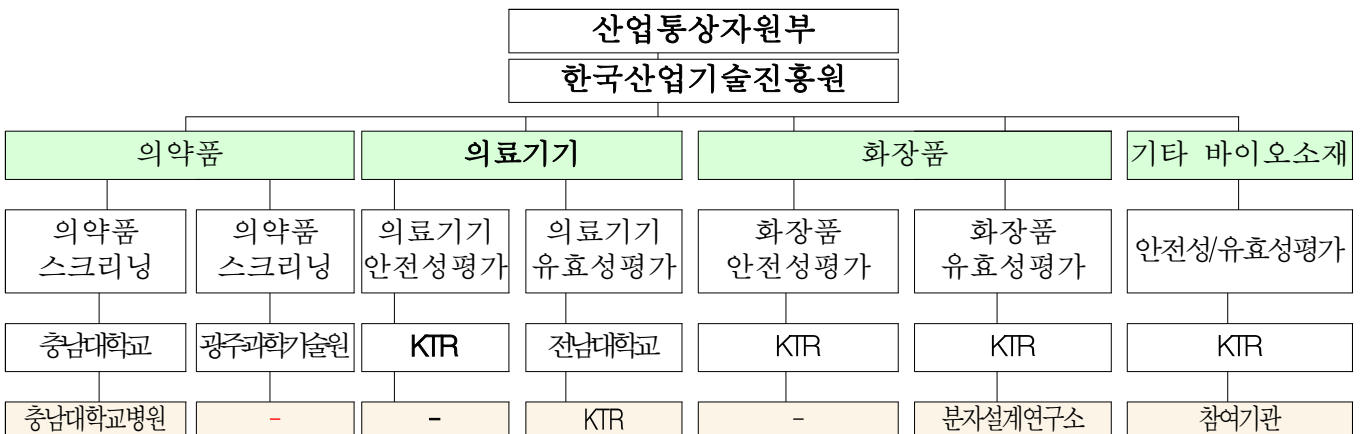 산업통상자원부
한국산업기술진흥원
의약품
의료기기
화장품
기타 바이오소재
의약품
스크리닝
의약품
스크리닝
의료기기
안전성평가
의료기기
유효성평가
화장품
안전성평가
화장품
유효성평가
안전성/유효성평가
충남대학교
광주과학기술원
KTR
전남대학교
KTR
KTR
KTR
충남대학교병원
-
-
KTR
-
분자설계연구소
참여기관